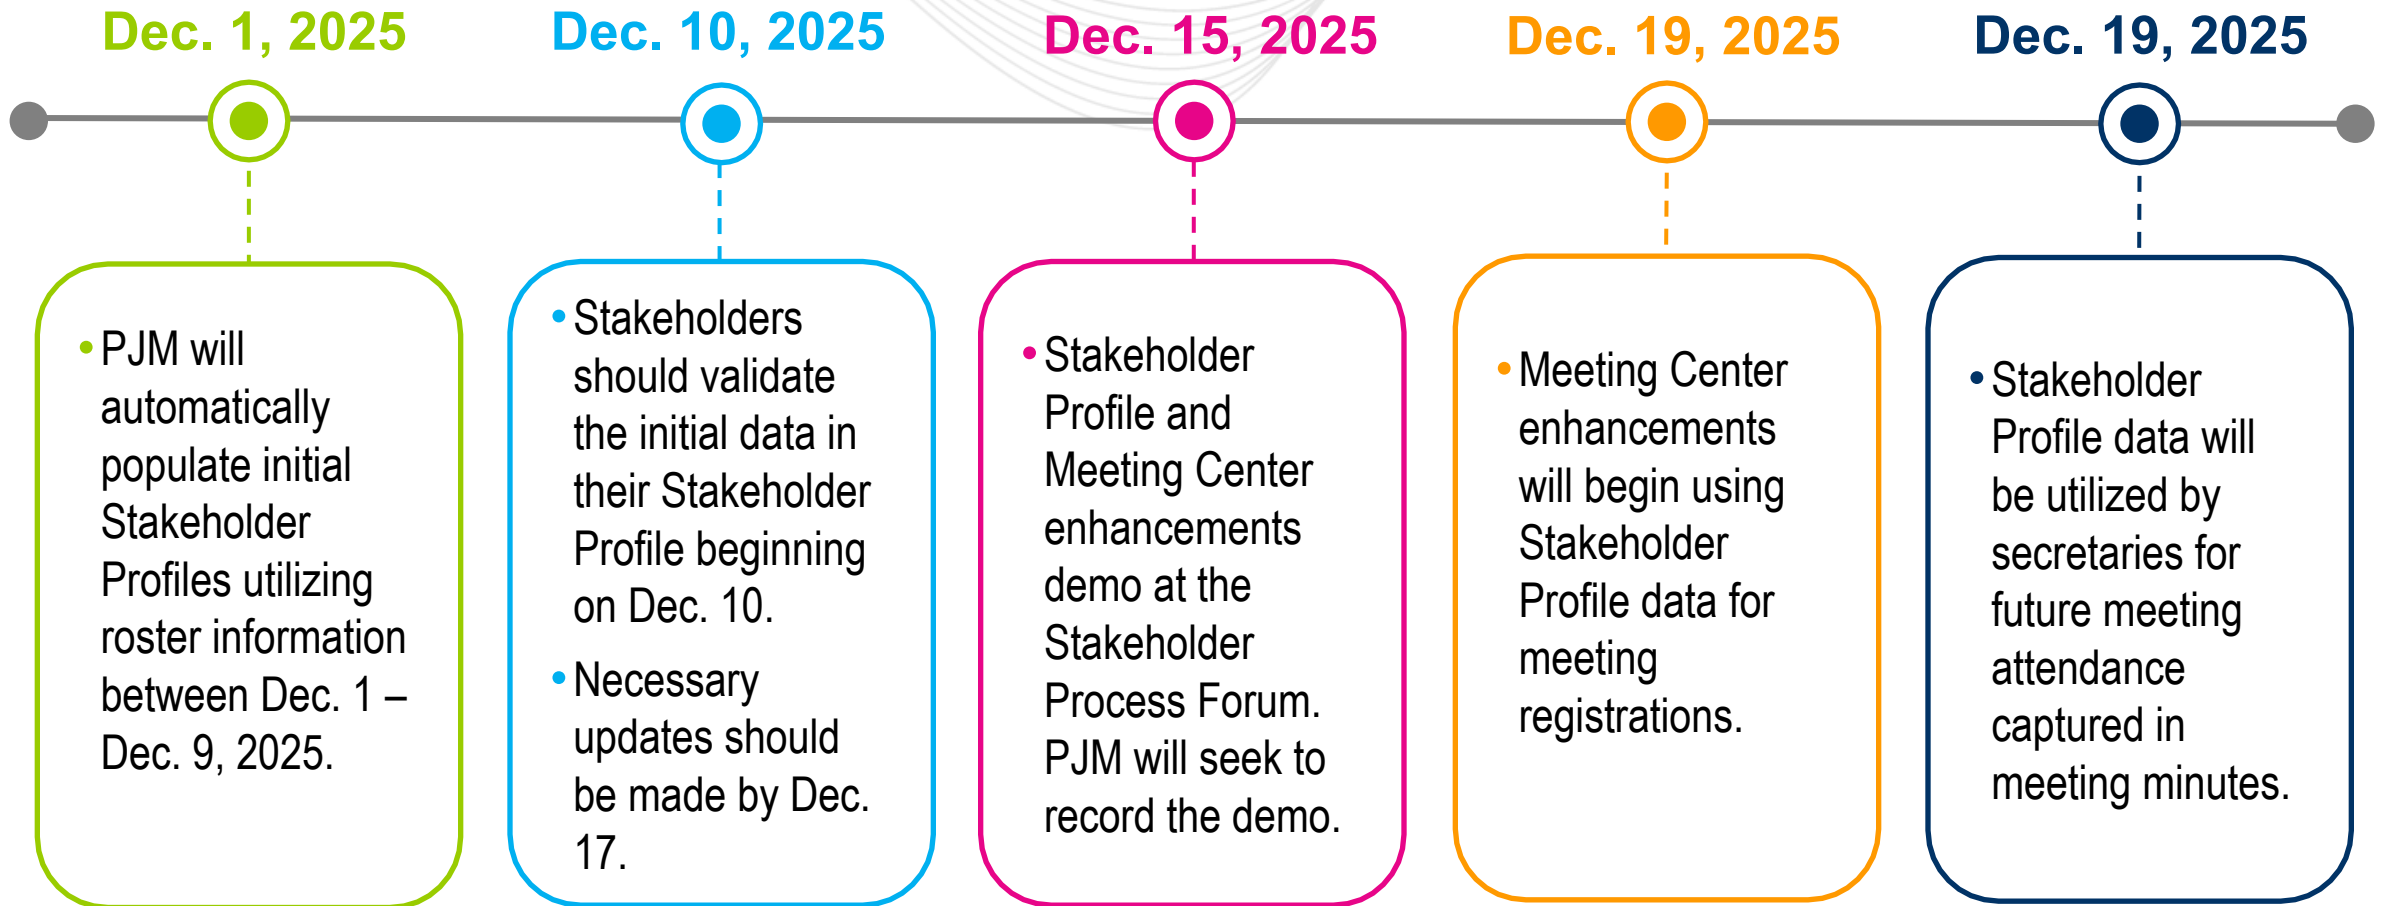 Dec. 1, 2025
Dec. 10, 2025
Dec. 15, 2025
Dec. 19, 2025
Dec. 19, 2025
• PJM will
automatically
populate initial
Stakeholder
Profiles utilizing
roster information
between Dec. 1 –
Dec. 9, 2025.
• Stakeholders
should validate
the initial data in
their Stakeholder
Profile beginning
on Dec. 10.
• Necessary
updates should
be made by Dec.
17.
• Stakeholder
Profile and
Meeting Center
enhancements
demo at the
Stakeholder
Process Forum.
PJM will seek to
record the demo.
• Meeting Center
enhancements
will begin using
Stakeholder
Profile data for
meeting
registrations.
• Stakeholder
Profile data will
be utilized by
secretaries for
future meeting
attendance
captured in
meeting minutes.